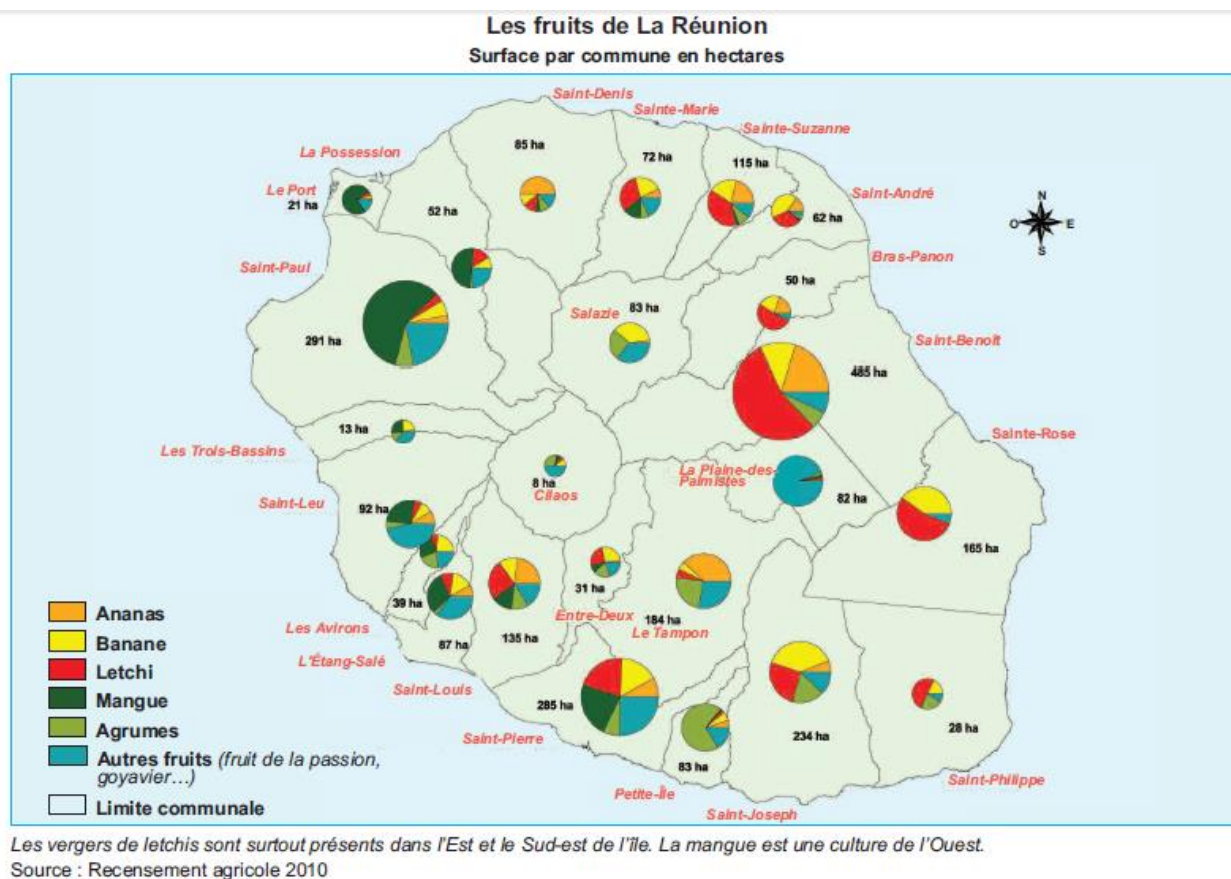 Les fruits de La Réunion
Surface par commune en hectares
Saint-Denis
Sainte-Marie
Sainte-Suzanne
85 ha
72 ha
115 ha
La Possession
Le Port
21 ha
52 ha
Saint-André
62 ha
N
O
E
S
Saint-Paul
Bras-Panon
50 ha
Salazie
83 ha
291 ha
Saint-Benoît
485 ha
13 ha
Les Trois-Bassins
Sainte-Rose
8 ha
Cilaos
La Plaine-des-
Palmistes
82 ha
Saint-Leu
92 ha
165 ha
31 ha
39 ha
Entre-Deux
184 ha
Le Tampon
Les Avirons
87 ha
135 ha
L'Étang-Salé
Saint-Louis
285 ha
Saint-Pierre
234 ha
28 ha
83 ha
Petite-Île
Saint-Joseph
Saint-Philippe
Ananas
Banane
Letchi
Mangue
Agrumes
Autres fruits (fruit de la passion,
goyavier…)
Limite communale
Les vergers de letchis sont surtout présents dans l'Est et le Sud-est de l'île. La mangue est une culture de l'Ouest.
Source : Recensement agricole 2010